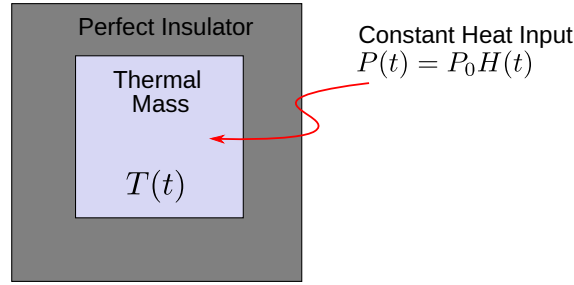 Perfect Insulator
Thermal
Mass
T(t)
Constant Heat Input
P(t) = P₀H(t)